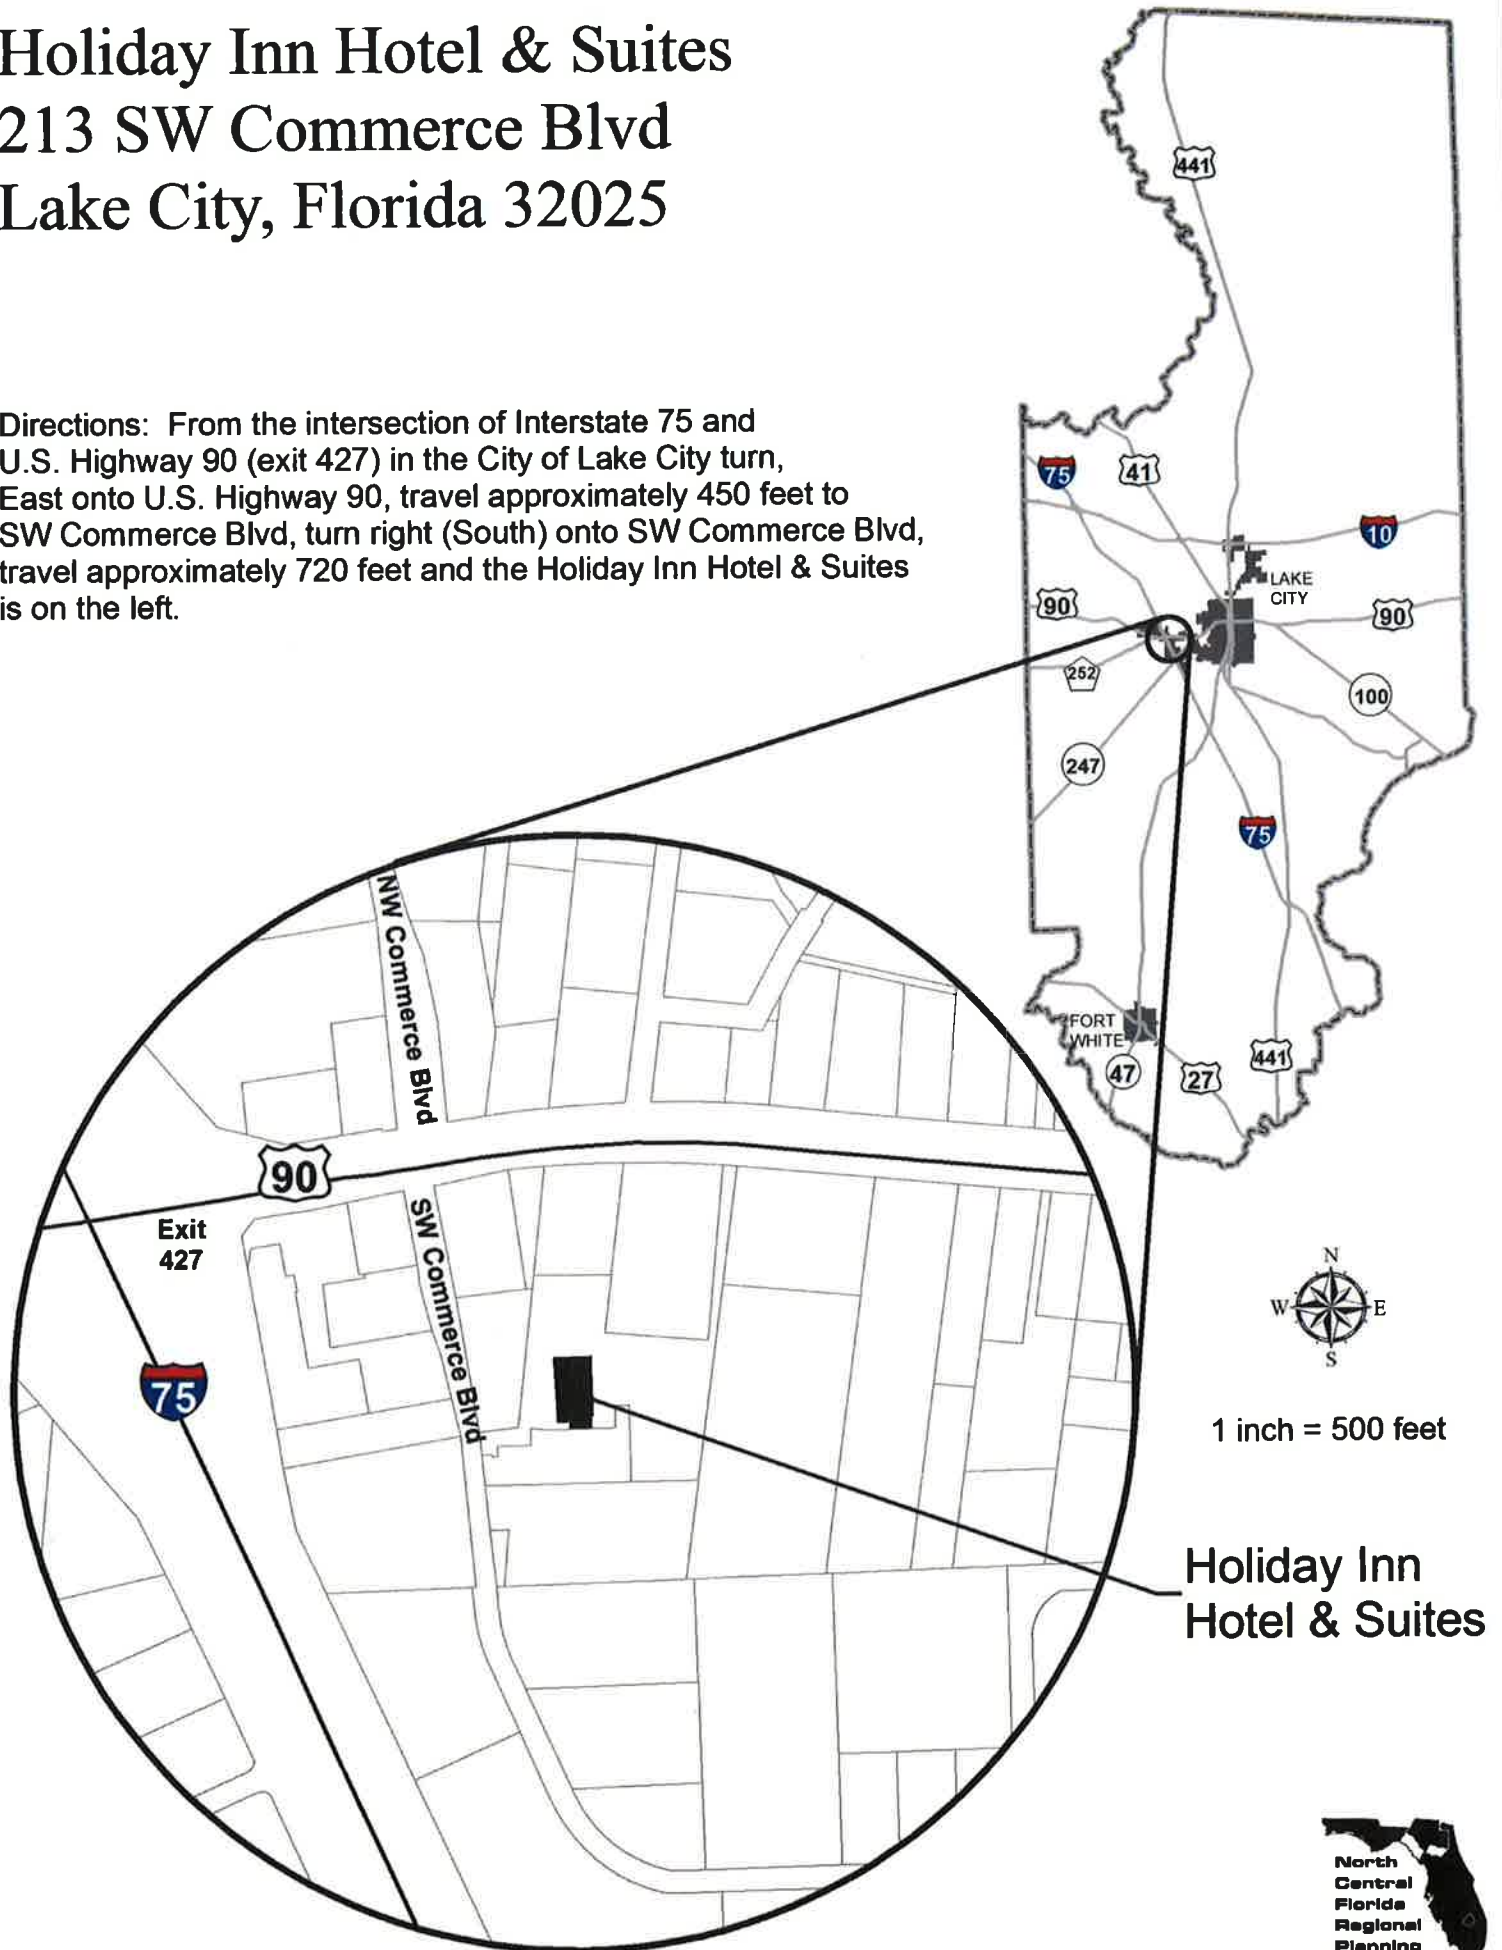 Holiday Inn Hotel & Suites
213 SW Commerce Blvd
Lake City, Florida 32025
Directions: From the intersection of Interstate 75 and
U.S. Highway 90 (exit 427) in the City of Lake City turn,
East onto U.S. Highway 90, travel approximately 450 feet to
SW Commerce Blvd, turn right (South) onto SW Commerce Blvd,
travel approximately 720 feet and the Holiday Inn Hotel & Suites
is on the left.
441
75
41
10
LAKE
CITY
90
90
252
100
247
75
FORT
WHITE
47
27
441
NW Commerce Blvd
90
Exit
427
SW Commerce Blvd
75
N
W
E
S
1 inch = 500 feet
Holiday Inn
Hotel & Suites
North
Central
Florida
Regional
Planning